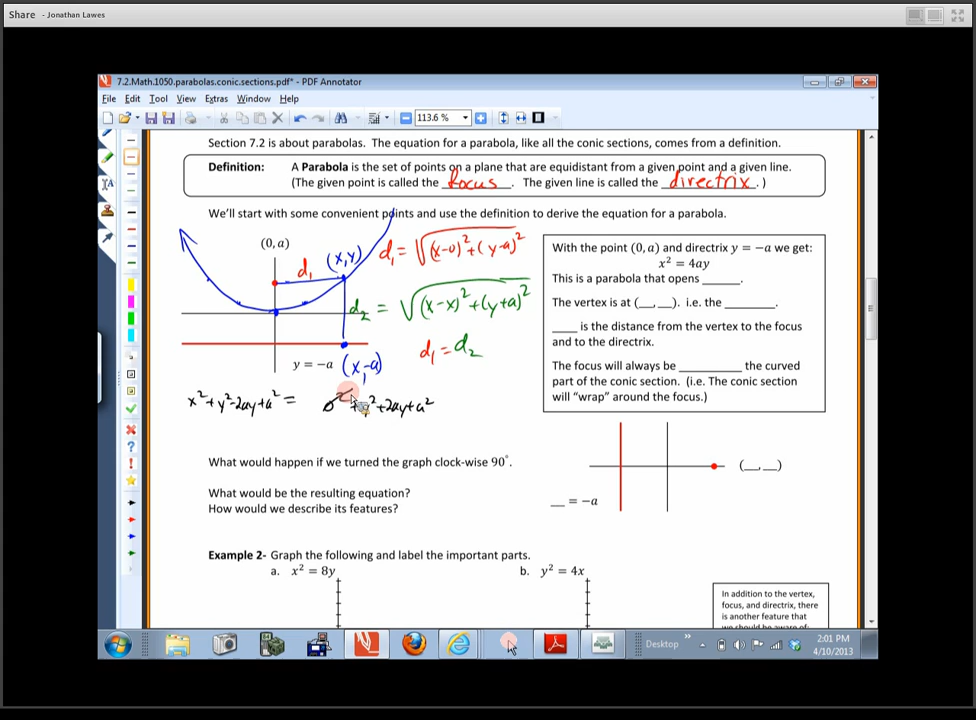 Share - Jonathan Lawes
7.2.Math.1050.parabolas.conic.sections.pdf* - PDF Annotator
File Edit Tool View Extras Window Help
113.6 %
Section 7.2 is about parabolas. The equation for a parabola, like all the conic sections, comes from a definition.
Definition: A Parabola is the set of points on a plane that are equidistant from a given point and a given line.
(The given point is called the focus. The given line is called the directrix.)
We'll start with some convenient points and use the definition to derive the equation for a parabola.
(0, a)
d₁
(x,y)
d₁ = √((x-0)²+(y-a)²)
d₂ = √((x-x)²+(y+a)²)
d₁ = d₂
y = −a
(x,-a)
x²+y²-2ay+a² = 0²+y²+2ay+a²
With the point (0, a) and directrix y = −a we get:
x² = 4ay
This is a parabola that opens _____.
The vertex is at (__,__). i.e. the _______.
____ is the distance from the vertex to the focus
and to the directrix.
The focus will always be _________ the curved
part of the conic section. (i.e. The conic section
will "wrap" around the focus.)
What would happen if we turned the graph clock-wise 90°.
(__,__)
What would be the resulting equation?
How would we describe its features?
__ = −a
Example 2- Graph the following and label the important parts.
a. x² = 8y
b. y² = 4x
In addition to the vertex,
focus, and directrix, there
is another feature that
we should be aware of.
Desktop
2:01 PM
4/10/2013